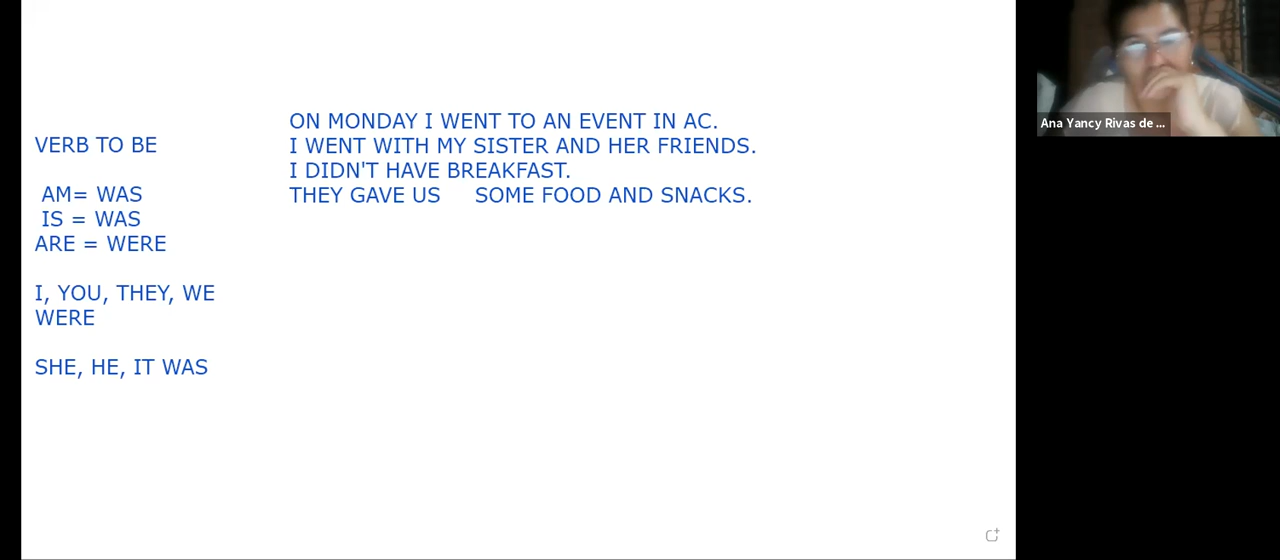 VERB TO BE
AM= WAS
IS = WAS
ARE = WERE
I, YOU, THEY, WE
WERE
SHE, HE, IT WAS
ON MONDAY I WENT TO AN EVENT IN AC.
I WENT WITH MY SISTER AND HER FRIENDS.
I DIDN'T HAVE BREAKFAST.
THEY GAVE US SOME FOOD AND SNACKS.
Ana Yancy Rivas de ...